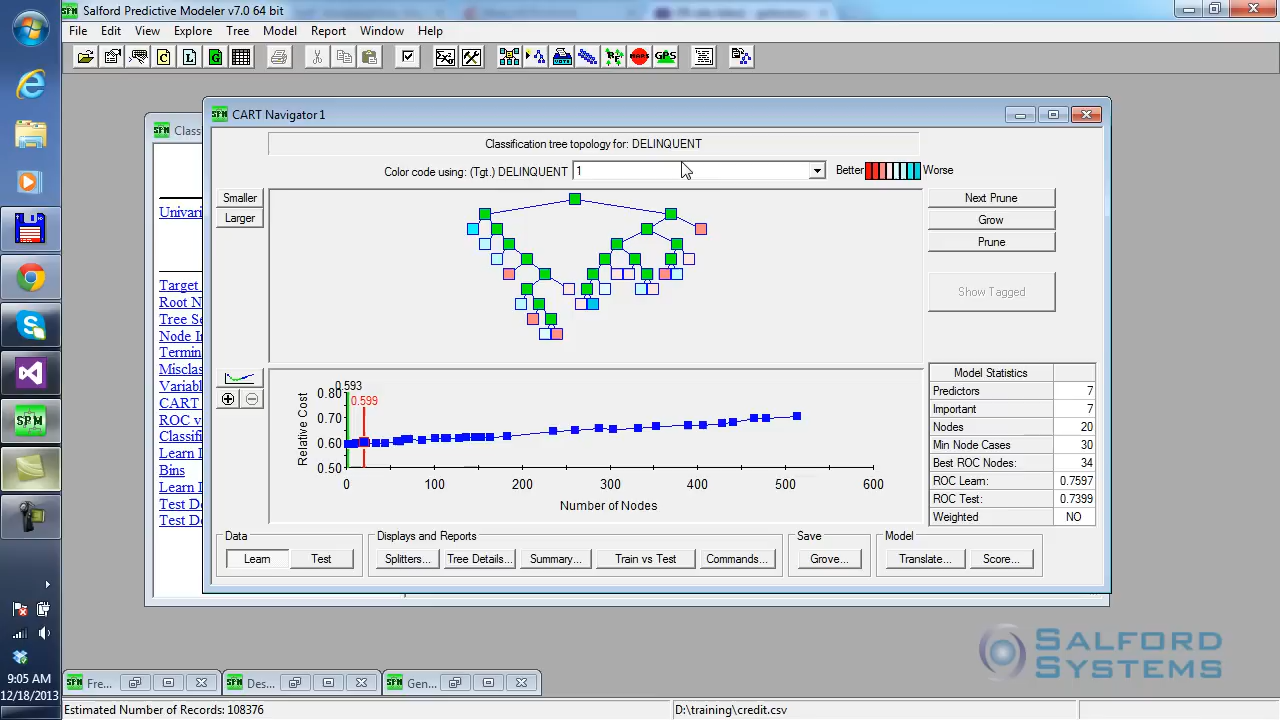 Salford Predictive Modeler v7.0 64 bit
File Edit View Explore Tree Model Report Window Help
CART Navigator1
Clas
Classification tree topology for: DELINQUENT
Color code using: (Tgt.) DELINQUENT 1 Better Worse
Smaller
Larger
Next Prune
Grow
Prune
Show Tagged
Univari
Target
Root N
Tree Se
Node In
Termin
Misclas
Variab
CART
ROC v
Classif
Learn I
Bins
Learn I
Test De
Test D
0.593
0.599
Relative Cost
0.80
0.70
0.60
0.50
0 100 200 300 400 500 600
Number of Nodes
Model Statistics
Predictors 7
Important 7
Nodes 20
Min Node Cases 30
Best ROC Nodes: 34
ROC Learn: 0.7597
ROC Test: 0.7399
Weighted NO
Data
Learn Test
Displays and Reports
Splitters... Tree Details... Summary... Train vs Test Commands...
Save
Grove...
Model
Translate... Score...
SALFORD
SYSTEMS
Fre...
Des...
Gen...
Estimated Number of Records: 108376
D:\training\credit.csv
9:05 AM
12/18/2013